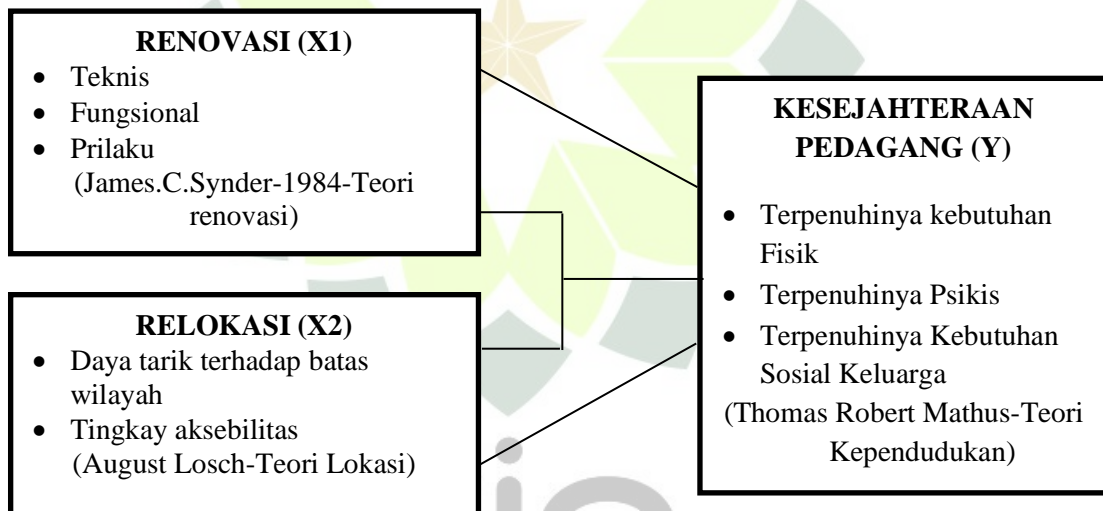 RENOVASI (X1)
• Teknis
• Fungsional
• Prilaku
(James.C.Synder-1984-Teori
renovasi)
RELOKASI (X2)
• Daya tarik terhadap batas
wilayah
• Tingkay aksebilitas
(August Losch-Teori Lokasi)
KESEJAHTERAAN
PEDAGANG (Y)
• Terpenuhinya kebutuhan
Fisik
• Terpenuhinya Psikis
• Terpenuhinya Kebutuhan
Sosial Keluarga
(Thomas Robert Mathus-Teori
Kependudukan)